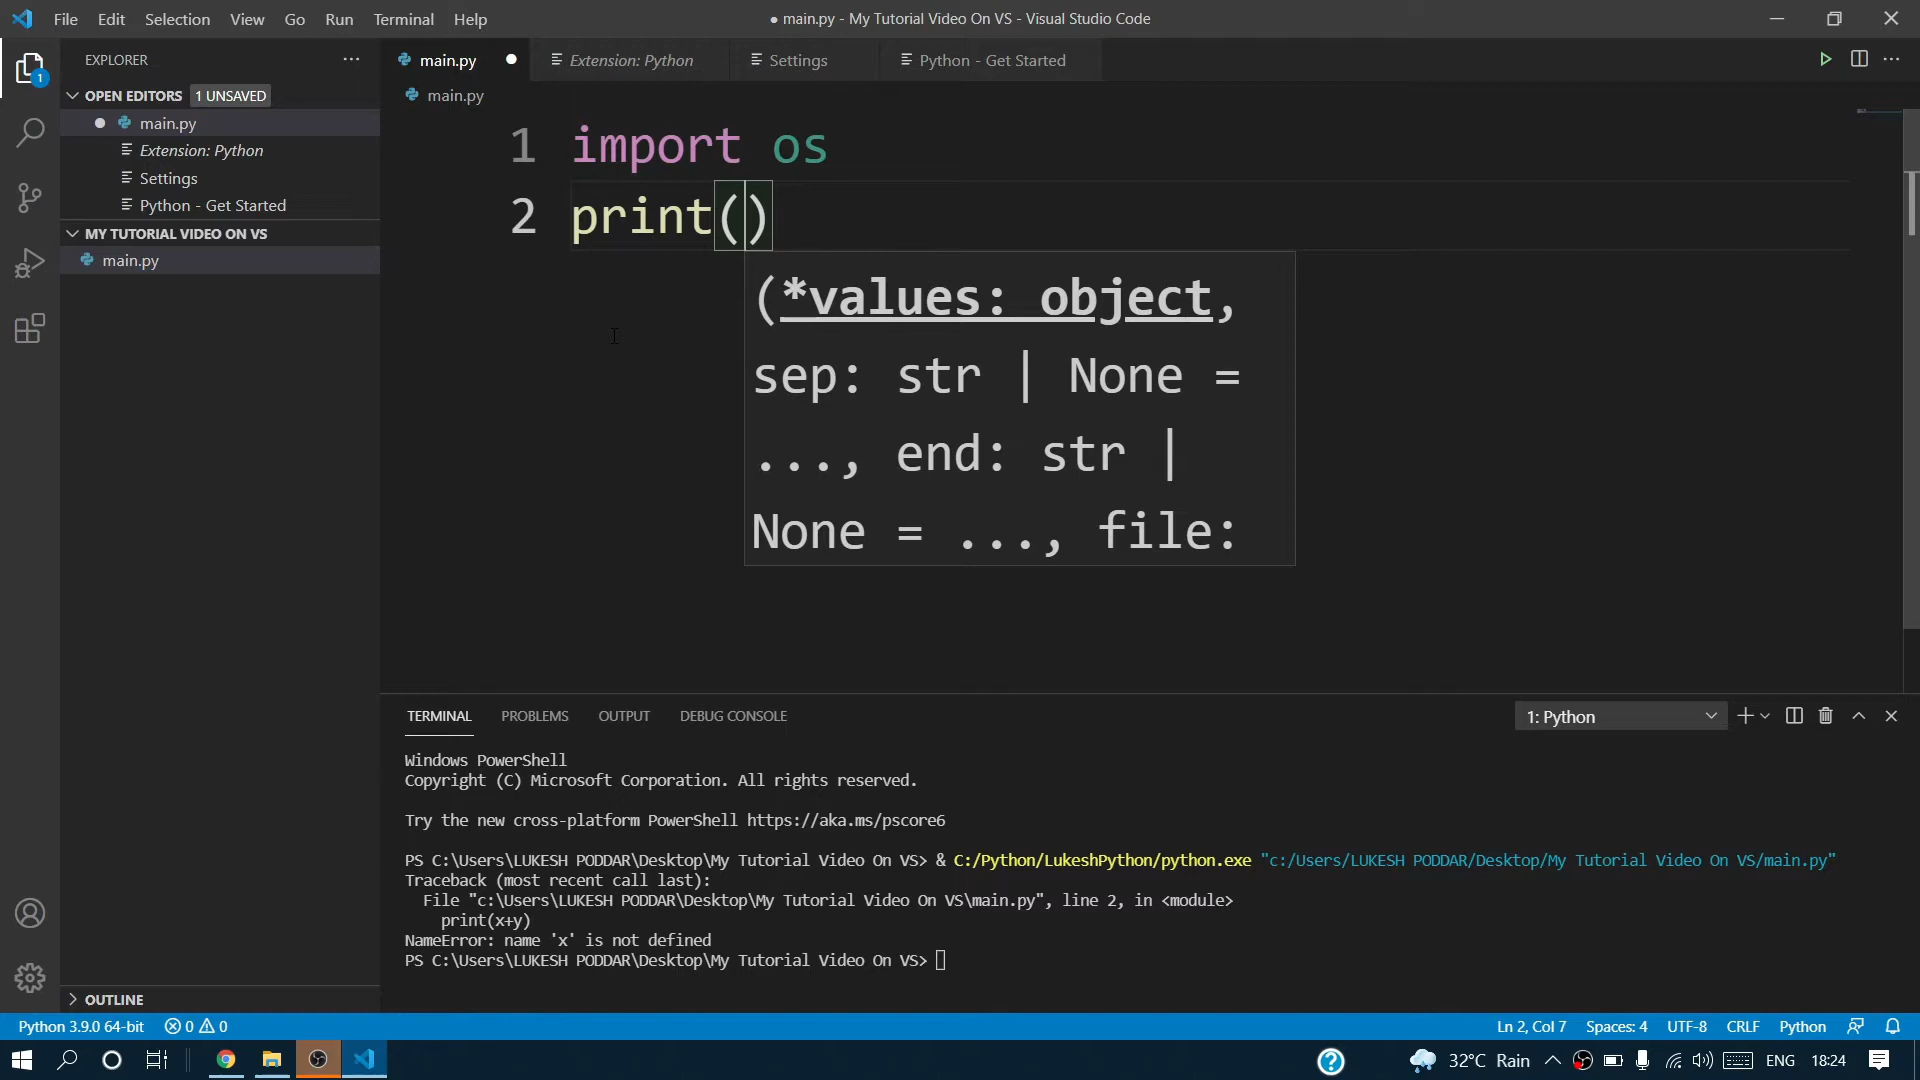 File Edit Selection View Go Run Terminal Help
● main.py - My Tutorial Video On VS - Visual Studio Code
EXPLORER
OPEN EDITORS 1 UNSAVED
main.py
Extension: Python
Settings
Python - Get Started
MY TUTORIAL VIDEO ON VS
main.py
OUTLINE
1
main.py Extension: Python Settings Python - Get Started
main.py
1 import os
2 print()
(*values: object,
sep: str | None =
..., end: str |
None = ..., file:
TERMINAL PROBLEMS OUTPUT DEBUG CONSOLE
1: Python
Windows PowerShell
Copyright (C) Microsoft Corporation. All rights reserved.
Try the new cross-platform PowerShell https://aka.ms/pscore6
PS C:\Users\LUKESH PODDAR\Desktop\My Tutorial Video On VS> & C:/Python/LukeshPython/python.exe "c:/Users/LUKESH PODDAR/Desktop/My Tutorial Video On VS/main.py"
Traceback (most recent call last):
File "c:\Users\LUKESH PODDAR\Desktop\My Tutorial Video On VS\main.py", line 2, in <module>
print(x+y)
NameError: name 'x' is not defined
PS C:\Users\LUKESH PODDAR\Desktop\My Tutorial Video On VS>
Python 3.9.0 64-bit 0 0
Ln 2, Col 7 Spaces: 4 UTF-8 CRLF Python
32°C Rain ENG 18:24